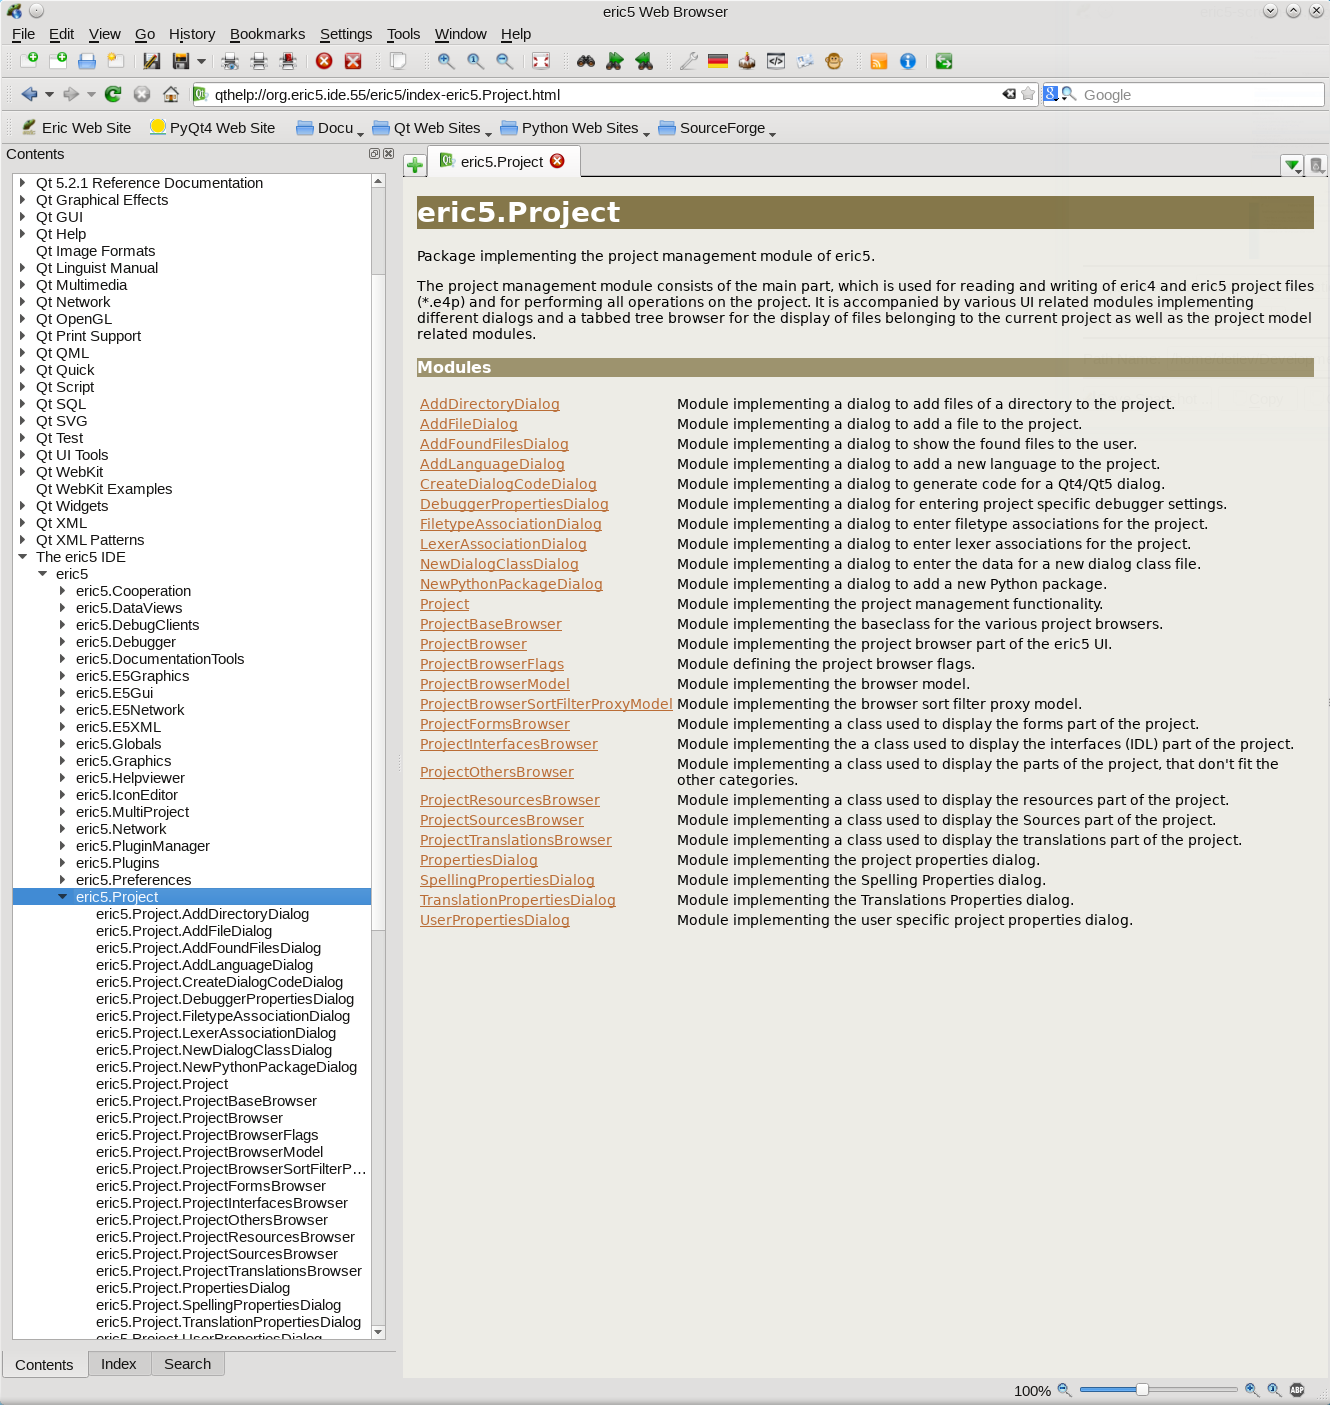 eric5 Web Browser
File Edit View Go History Bookmarks Settings Tools Window Help
qthelp://org.eric5.ide.55/eric5/index-eric5.Project.html
Google
Eric Web Site PyQt4 Web Site Docu Qt Web Sites Python Web Sites SourceForge
Contents
Qt 5.2.1 Reference Documentation
Qt Graphical Effects
Qt GUI
Qt Help
Qt Image Formats
Qt Linguist Manual
Qt Multimedia
Qt Network
Qt OpenGL
Qt Print Support
Qt QML
Qt Quick
Qt Script
Qt SQL
Qt SVG
Qt Test
Qt UI Tools
Qt WebKit
Qt WebKit Examples
Qt Widgets
Qt XML
Qt XML Patterns
The eric5 IDE
eric5
eric5.Cooperation
eric5.DataViews
eric5.DebugClients
eric5.Debugger
eric5.DocumentationTools
eric5.E5Graphics
eric5.E5Gui
eric5.E5Network
eric5.E5XML
eric5.Globals
eric5.Graphics
eric5.Helpviewer
eric5.IconEditor
eric5.MultiProject
eric5.Network
eric5.PluginManager
eric5.Plugins
eric5.Preferences
eric5.Project
eric5.Project.AddDirectoryDialog
eric5.Project.AddFileDialog
eric5.Project.AddFoundFilesDialog
eric5.Project.AddLanguageDialog
eric5.Project.CreateDialogCodeDialog
eric5.Project.DebuggerPropertiesDialog
eric5.Project.FiletypeAssociationDialog
eric5.Project.LexerAssociationDialog
eric5.Project.NewDialogClassDialog
eric5.Project.NewPythonPackageDialog
eric5.Project.Project
eric5.Project.ProjectBaseBrowser
eric5.Project.ProjectBrowser
eric5.Project.ProjectBrowserFlags
eric5.Project.ProjectBrowserModel
eric5.Project.ProjectBrowserSortFilterP…
eric5.Project.ProjectFormsBrowser
eric5.Project.ProjectInterfacesBrowser
eric5.Project.ProjectOthersBrowser
eric5.Project.ProjectResourcesBrowser
eric5.Project.ProjectSourcesBrowser
eric5.Project.ProjectTranslationsBrowser
eric5.Project.PropertiesDialog
eric5.Project.SpellingPropertiesDialog
eric5.Project.TranslationPropertiesDialog
eric5.Project.UserPropertiesDialog
Contents Index Search
eric5.Project
eric5.Project
Package implementing the project management module of eric5.
The project management module consists of the main part, which is used for reading and writing of eric4 and eric5 project files
(*.e4p) and for performing all operations on the project. It is accompanied by various UI related modules implementing
different dialogs and a tabbed tree browser for the display of files belonging to the current project as well as the project model
related modules.
Modules
AddDirectoryDialog Module implementing a dialog to add files of a directory to the project.
AddFileDialog Module implementing a dialog to add a file to the project.
AddFoundFilesDialog Module implementing a dialog to show the found files to the user.
AddLanguageDialog Module implementing a dialog to add a new language to the project.
CreateDialogCodeDialog Module implementing a dialog to generate code for a Qt4/Qt5 dialog.
DebuggerPropertiesDialog Module implementing a dialog for entering project specific debugger settings.
FiletypeAssociationDialog Module implementing a dialog to enter filetype associations for the project.
LexerAssociationDialog Module implementing a dialog to enter lexer associations for the project.
NewDialogClassDialog Module implementing a dialog to enter the data for a new dialog class file.
NewPythonPackageDialog Module implementing a dialog to add a new Python package.
Project Module implementing the project management functionality.
ProjectBaseBrowser Module implementing the baseclass for the various project browsers.
ProjectBrowser Module implementing the project browser part of the eric5 UI.
ProjectBrowserFlags Module defining the project browser flags.
ProjectBrowserModel Module implementing the browser model.
ProjectBrowserSortFilterProxyModel Module implementing the browser sort filter proxy model.
ProjectFormsBrowser Module implementing a class used to display the forms part of the project.
ProjectInterfacesBrowser Module implementing the a class used to display the interfaces (IDL) part of the project.
ProjectOthersBrowser Module implementing a class used to display the parts of the project, that don't fit the
other categories.
ProjectResourcesBrowser Module implementing a class used to display the resources part of the project.
ProjectSourcesBrowser Module implementing a class used to display the Sources part of the project.
ProjectTranslationsBrowser Module implementing a class used to display the translations part of the project.
PropertiesDialog Module implementing the project properties dialog.
SpellingPropertiesDialog Module implementing the Spelling Properties dialog.
TranslationPropertiesDialog Module implementing the Translations Properties dialog.
UserPropertiesDialog Module implementing the user specific project properties dialog.
100%
ABP